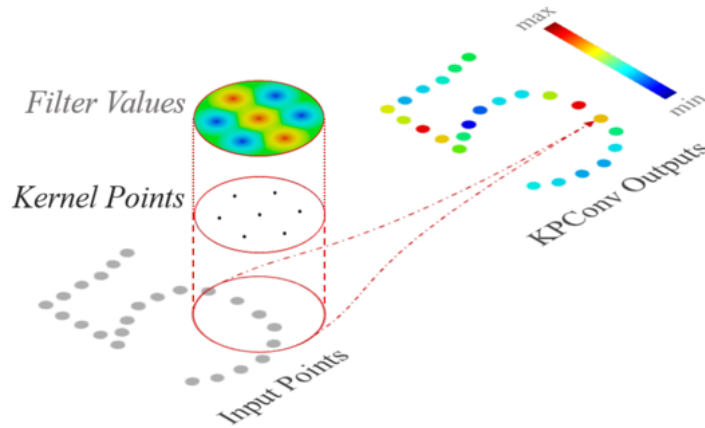 max
Filter Values
min
Kernel Points
KPConv Outputs
Input Points